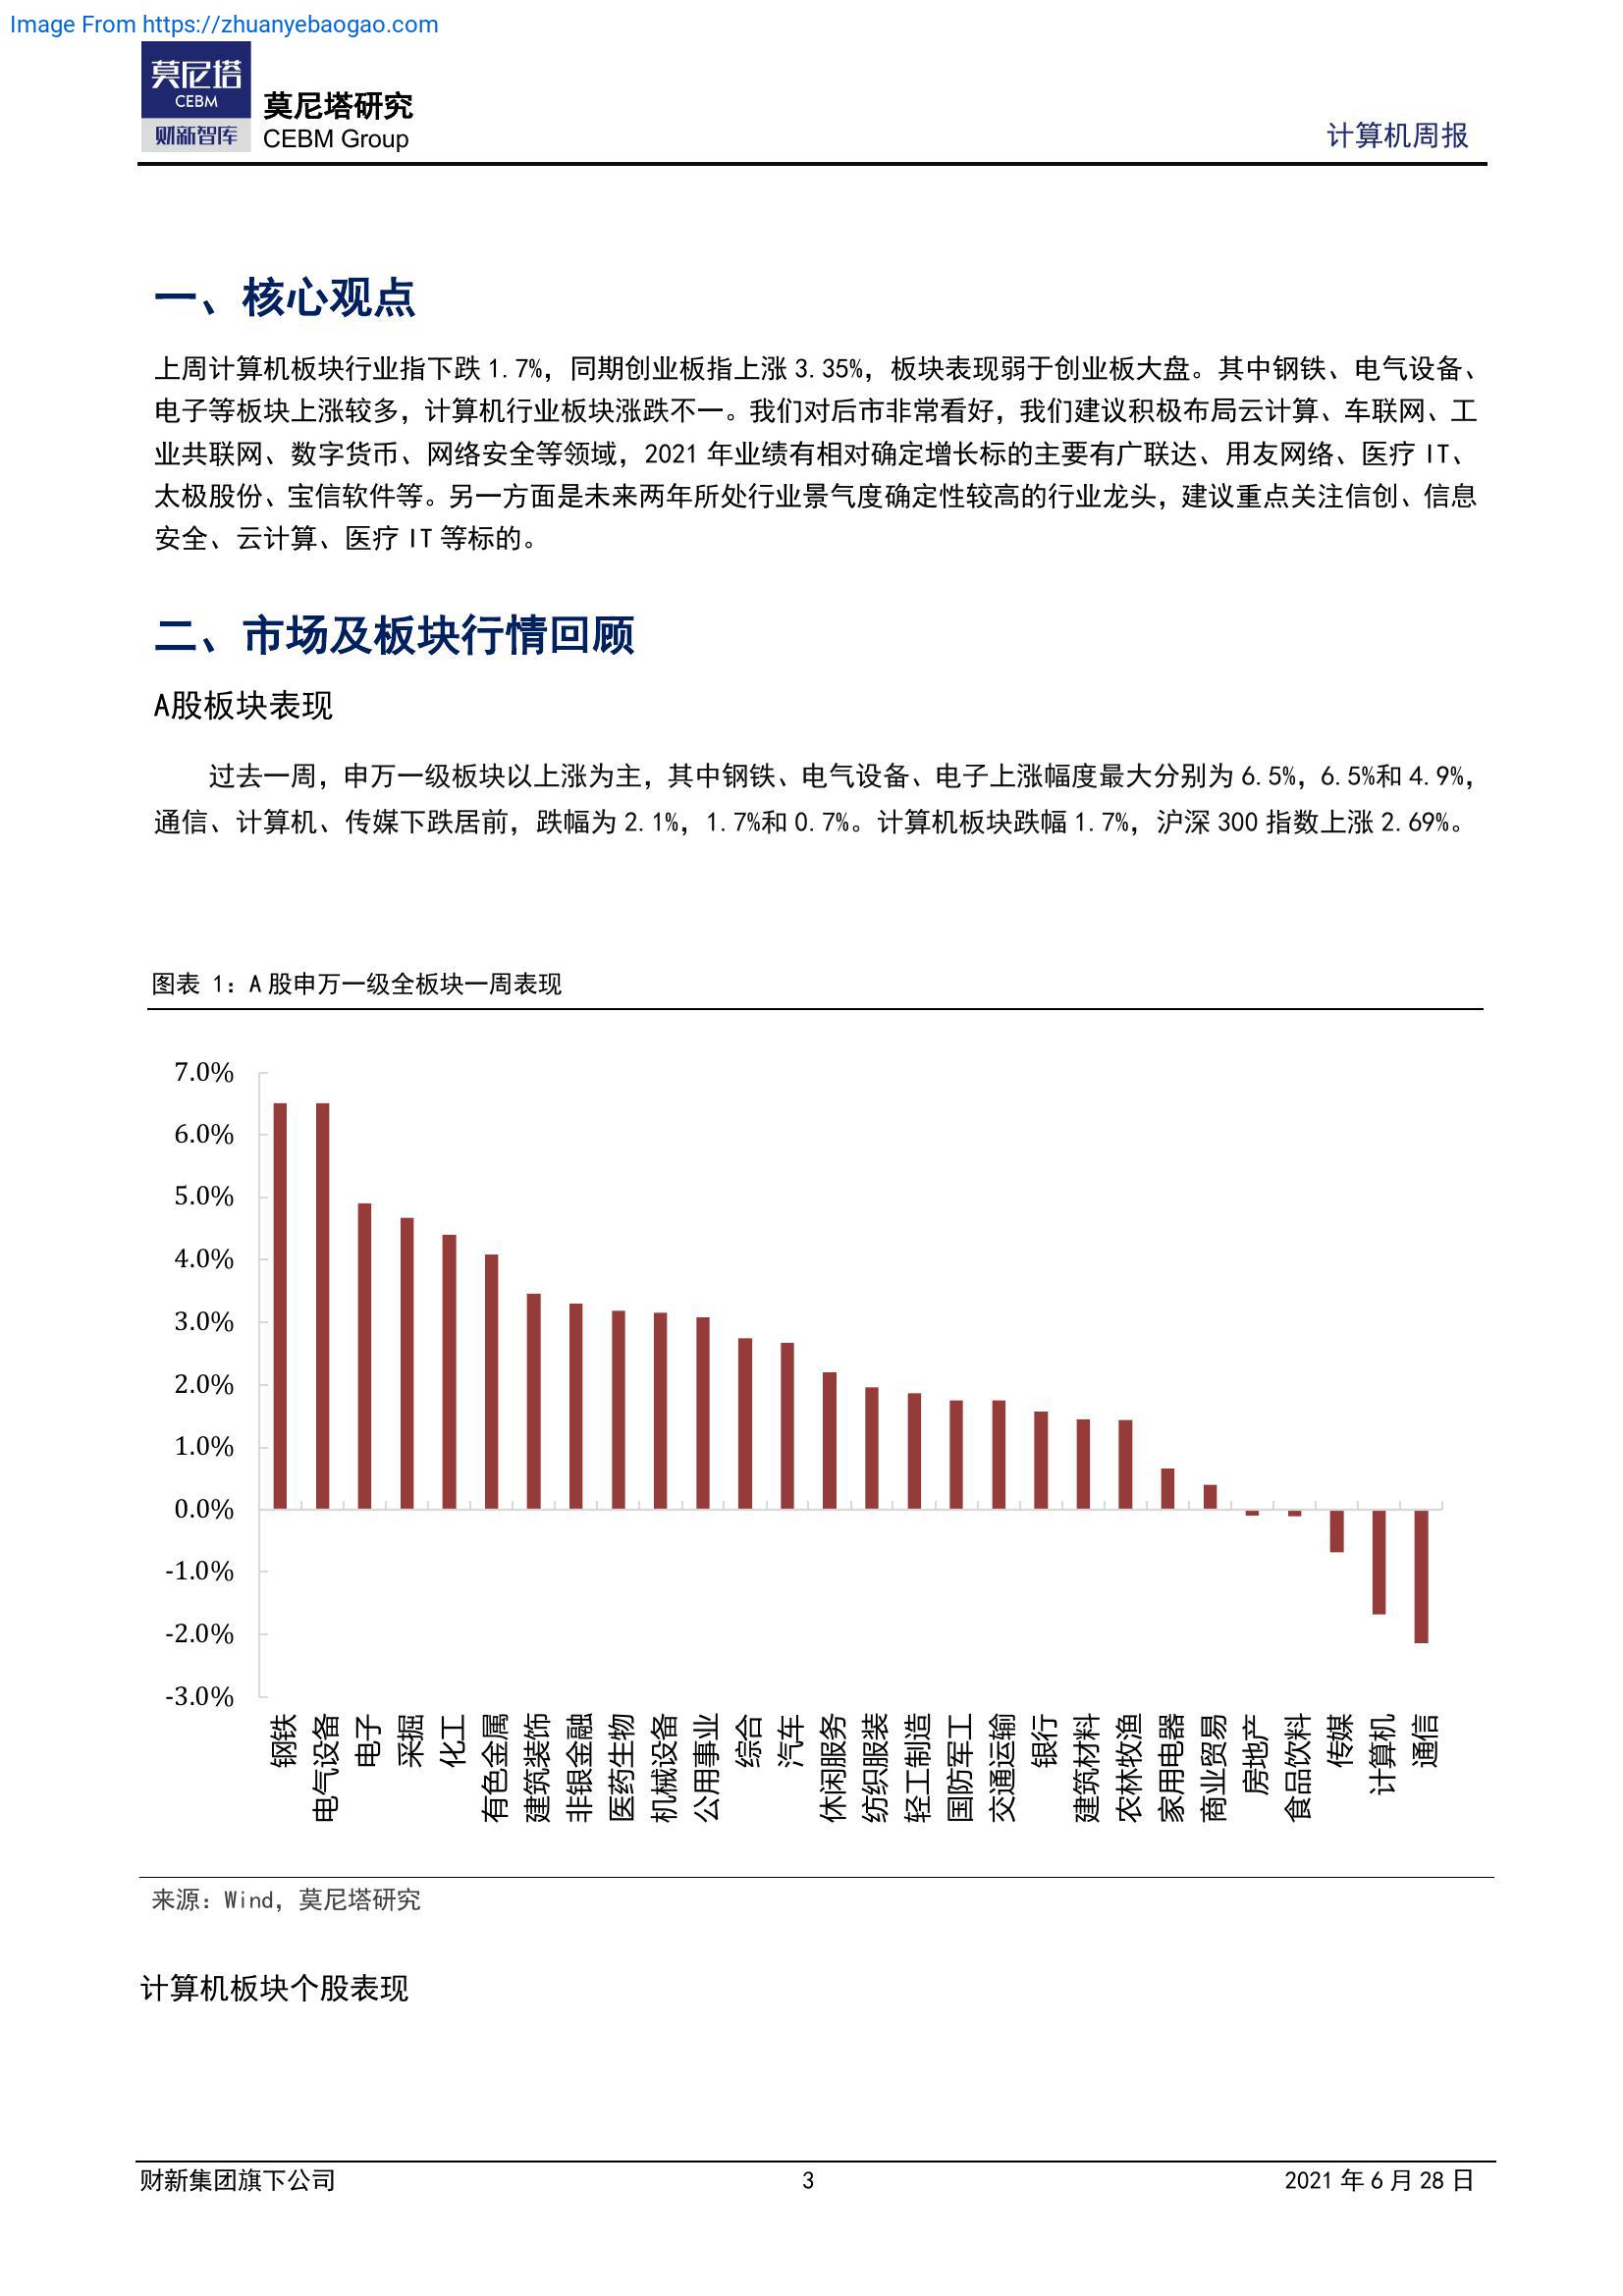 Image From https://zhuanyebaogao.com
莫尼塔
CEBM
财新智库
莫尼塔研究
CEBM Group
计算机周报
一、核心观点
上周计算机板块行业指下跌 1.7%，同期创业板指上涨 3.35%，板块表现弱于创业板大盘。其中钢铁、电气设备、
电子等板块上涨较多，计算机行业板块涨跌不一。我们对后市非常看好，我们建议积极布局云计算、车联网、工
业共联网、数字货币、网络安全等领域，2021 年业绩有相对确定增长标的主要有广联达、用友网络、医疗 IT、
太极股份、宝信软件等。另一方面是未来两年所处行业景气度确定性较高的行业龙头，建议重点关注信创、信息
安全、云计算、医疗 IT 等标的。
二、市场及板块行情回顾
A股板块表现
过去一周，申万一级板块以上涨为主，其中钢铁、电气设备、电子上涨幅度最大分别为 6.5%，6.5%和 4.9%，
通信、计算机、传媒下跌居前，跌幅为 2.1%，1.7%和 0.7%。计算机板块跌幅 1.7%，沪深 300 指数上涨 2.69%。
图表 1：A 股申万一级全板块一周表现
7.0%
6.0%
5.0%
4.0%
3.0%
2.0%
1.0%
0.0%
-1.0%
-2.0%
-3.0%
钢铁
电气设备
电子
采掘
化工
有色金属
建筑装饰
非银金融
医药生物
机械设备
公用事业
综合
汽车
休闲服务
纺织服装
轻工制造
国防军工
交通运输
银行
建筑材料
农林牧渔
家用电器
商业贸易
房地产
食品饮料
传媒
计算机
通信
来源：Wind，莫尼塔研究
计算机板块个股表现
财新集团旗下公司
3
2021 年 6 月 28 日